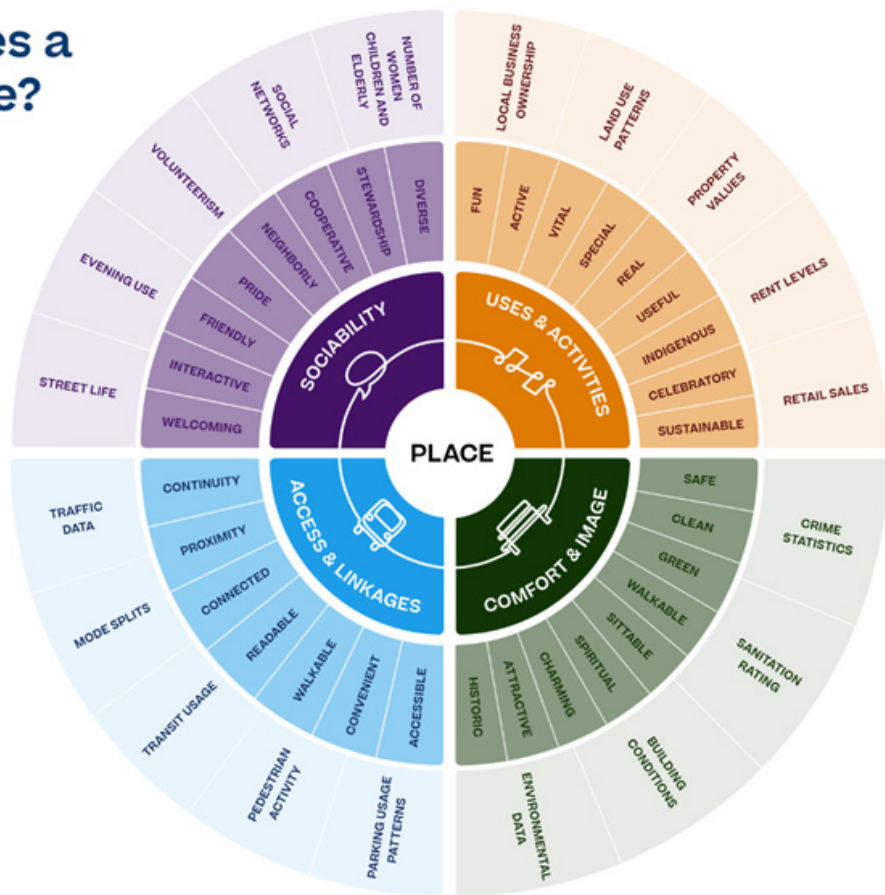 es a
e?
NUMBER OF
WOMEN
CHILDREN AND
ELDERLY
SOCIAL
NETWORKS
VOLUNTEERISM
EVENING USE
STREET LIFE
DIVERSE
STEWARDSHIP
COOPERATIVE
NEIGHBORLY
PRIDE
FRIENDLY
INTERACTIVE
WELCOMING
SOCIABILITY
LOCAL BUSINESS
OWNERSHIP
LAND USE
PATTERNS
PROPERTY
VALUES
RENT LEVELS
RETAIL SALES
FUN
ACTIVE
VITAL
SPECIAL
REAL
USEFUL
INDIGENOUS
CELEBRATORY
SUSTAINABLE
USES & ACTIVITIES
PLACE
ACCESS & LINKAGES
CONTINUITY
PROXIMITY
CONNECTED
READABLE
WALKABLE
CONVENIENT
ACCESSIBLE
TRAFFIC
DATA
MODE SPLITS
TRANSIT USAGE
PEDESTRIAN
ACTIVITY
PARKING USAGE
PATTERNS
COMFORT & IMAGE
SAFE
CLEAN
GREEN
WALKABLE
SITTABLE
SPIRITUAL
CHARMING
ATTRACTIVE
HISTORIC
CRIME
STATISTICS
SANITATION
RATING
BUILDING
CONDITIONS
ENVIRONMENTAL
DATA